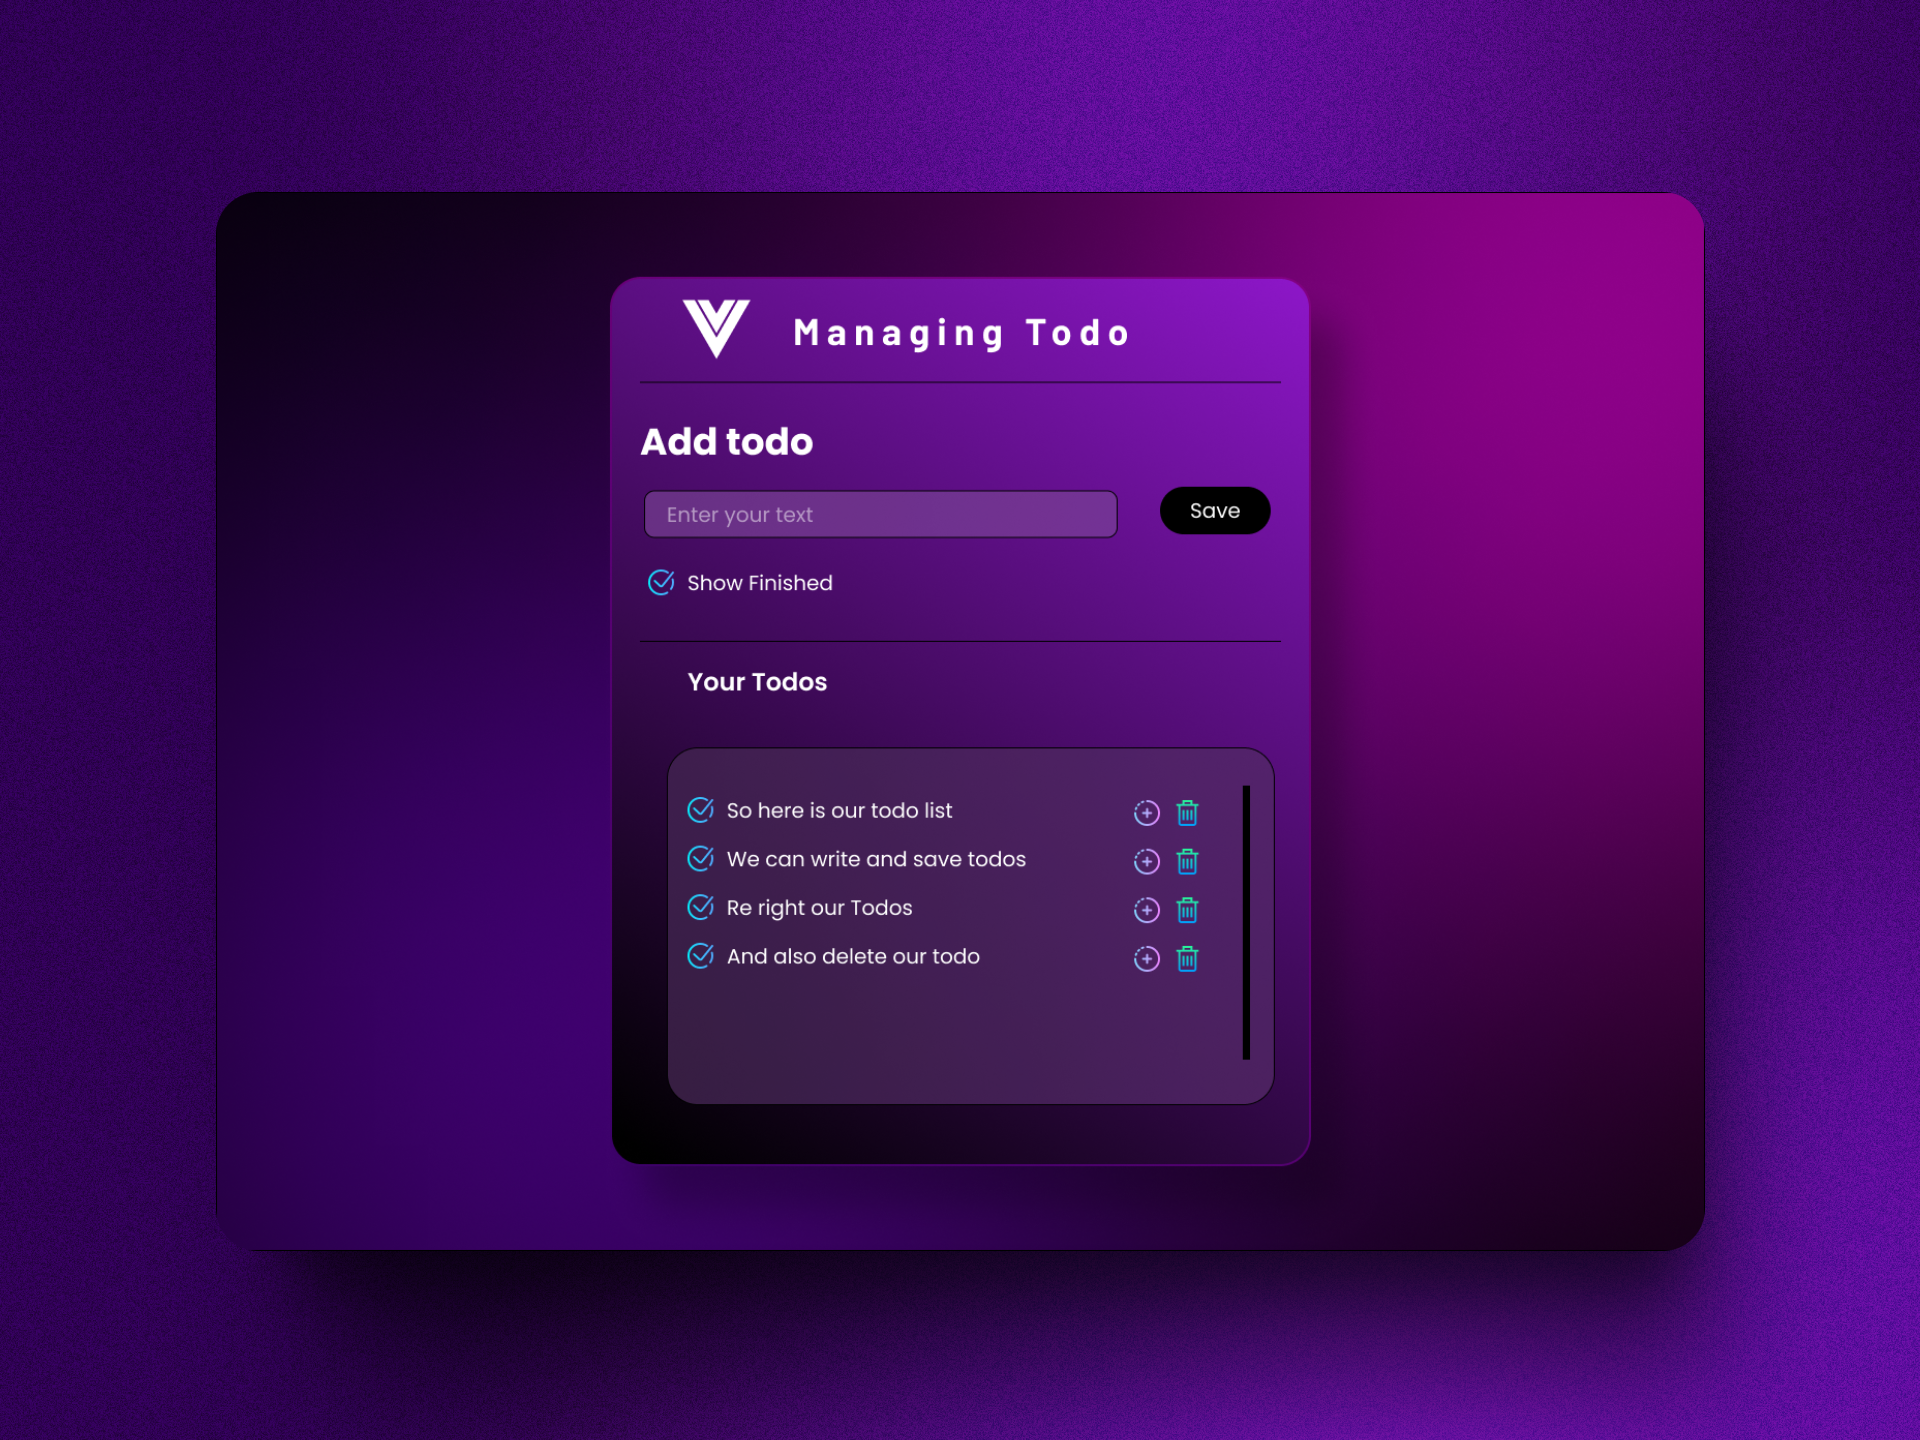 Managing Todo
Add todo
Enter your text
Save
Show Finished
Your Todos
So here is our todo list
We can write and save todos
Re right our Todos
And also delete our todo